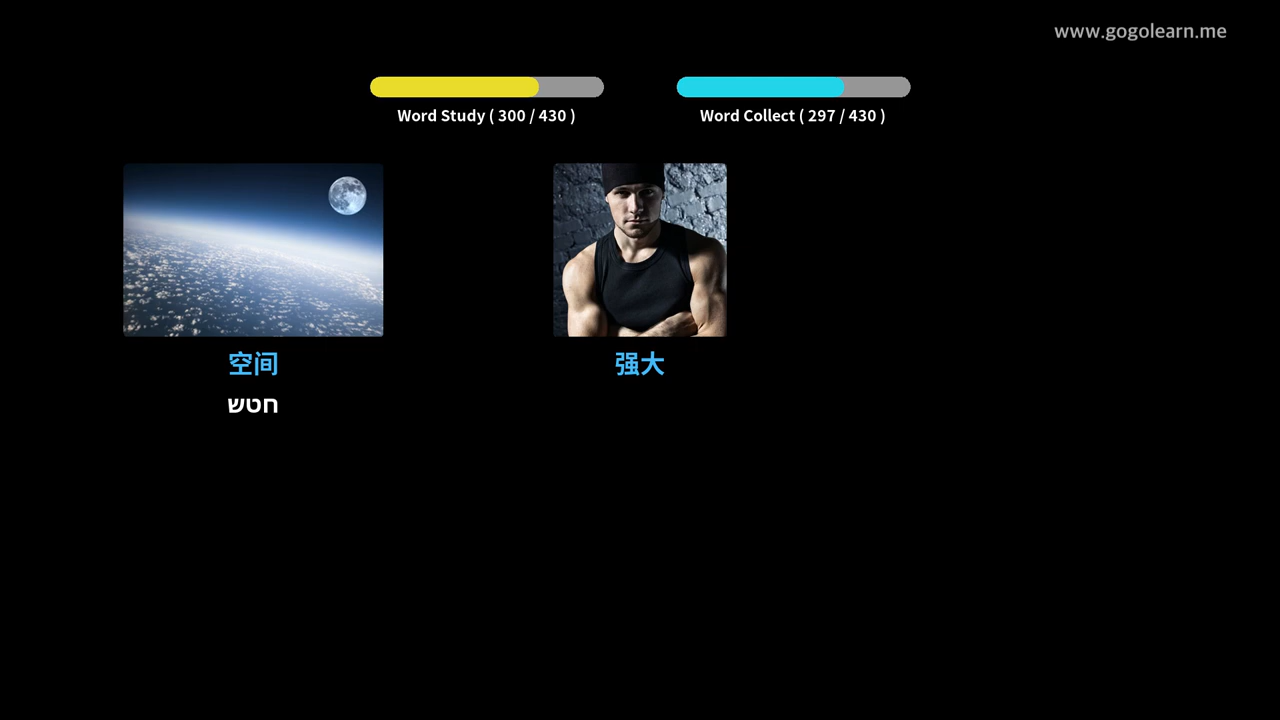 www.gogolearn.me
Word Study ( 300 / 430 )
Word Collect ( 297 / 430 )
空间
强大
חטש